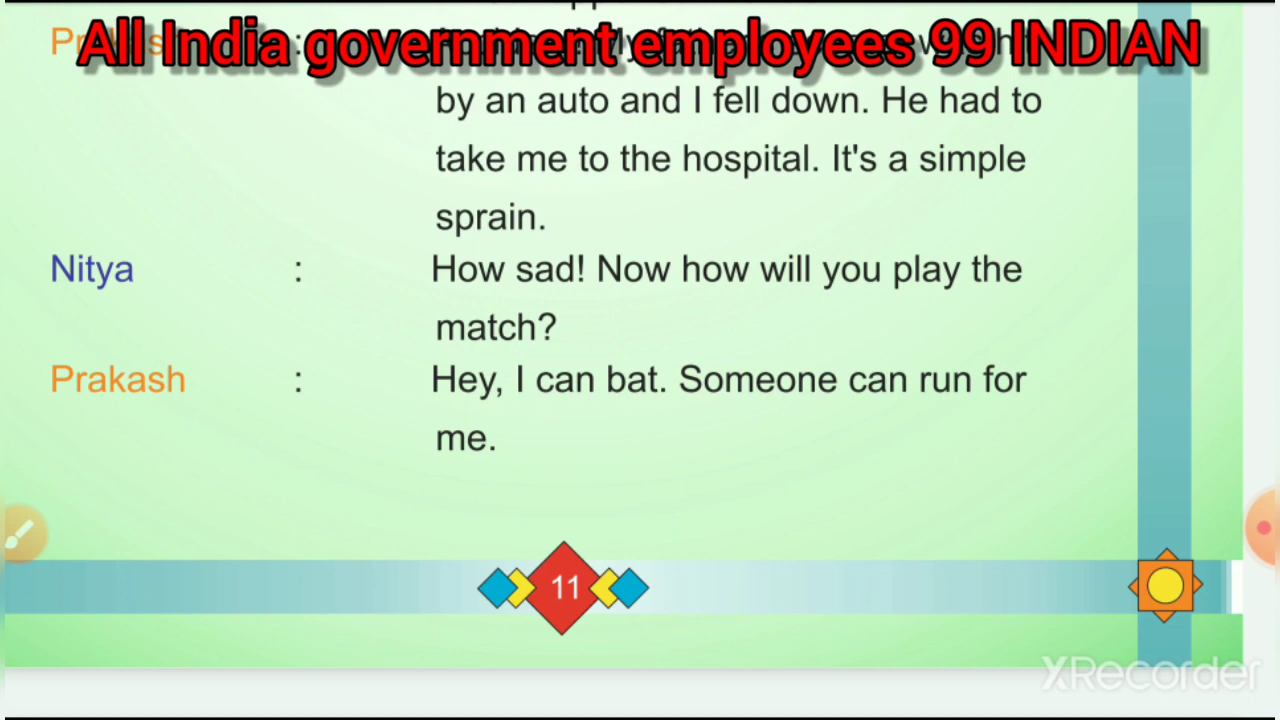 All India government employees 99 INDIAN
by an auto and I fell down. He had to
take me to the hospital. It's a simple
sprain.
Nitya : How sad! Now how will you play the
match?
Prakash : Hey, I can bat. Someone can run for
me.
11
XRecorder